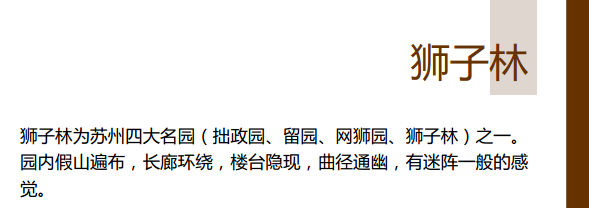 狮子林
狮子林为苏州四大名园（拙政园、留园、网狮园、狮子林）之一。
园内假山遍布，长廊环绕，楼台隐现，曲径通幽，有迷阵一般的感
觉。